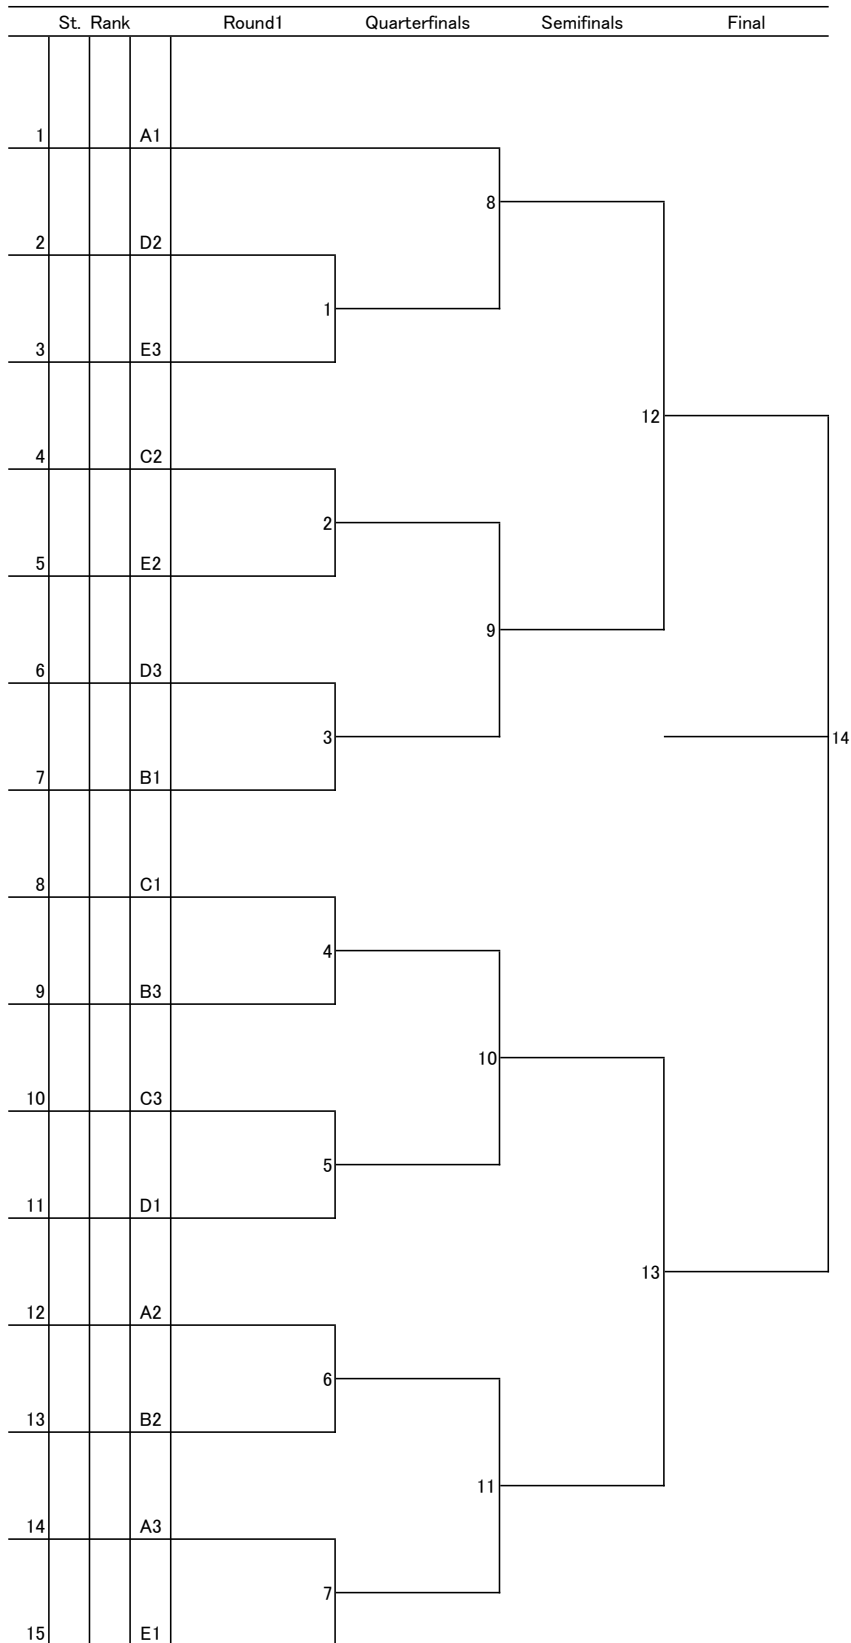 St. Rank Round1 Quarterfinals Semifinals Final
1 A1
8
2 D2
1
3 E3
12
4 C2
2
5 E2
9
6 D3
3 14
7 B1
8 C1
4
9 B3
10
10 C3
5
11 D1
13
12 A2
6
13 B2
11
14 A3
7
15 E1